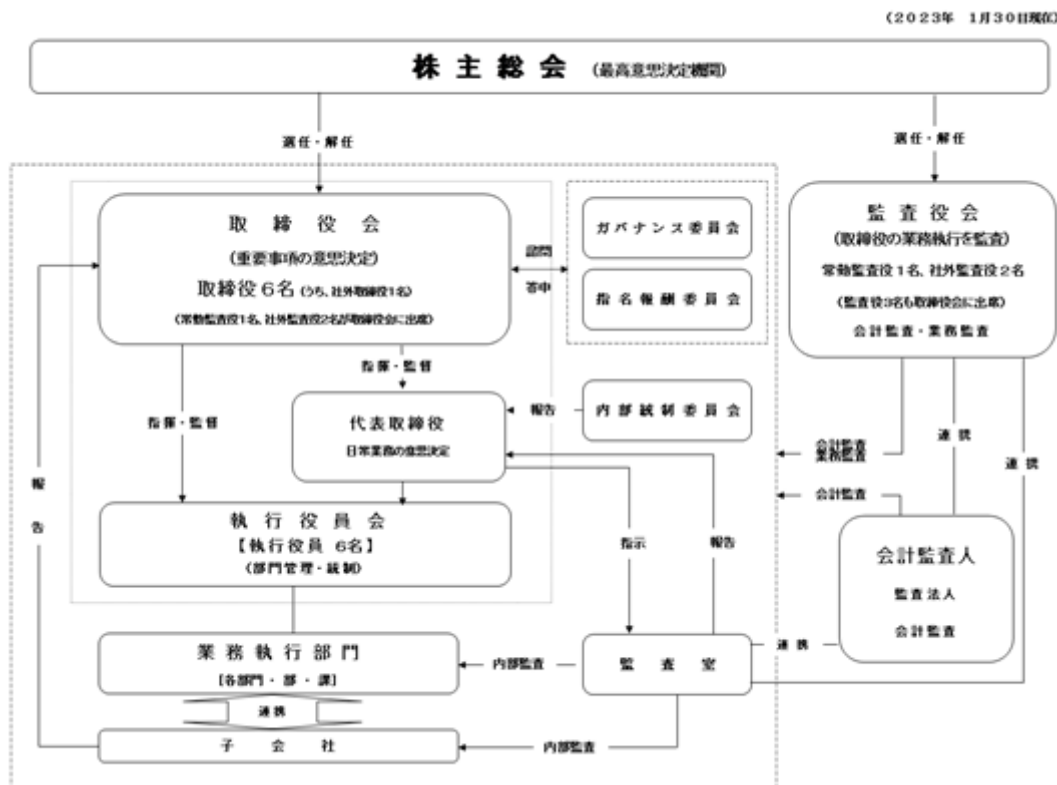 (2023年 1月30日現在)
株主総会 (最高意思決定機関)
選任・解任
選任・解任
取締役会
(重要事項の意思決定)
取締役6名(うち、社外取締役1名)
(常勤監査役1名、社外監査役2名が取締役会に出席)
諮問
答申
ガバナンス委員会
指名報酬委員会
監査役会
(取締役の業務執行を監査)
常勤監査役1名、社外監査役2名
(監査役3名も取締役会に出席)
会計監査・業務監査
指揮・監督
指揮・監督
代表取締役
日常業務の意思決定
報告
内部統制委員会
会計監査
業務監査
連携
連携
会計監査
報
告
執行役員会
【執行役員 6名】
(部門管理・統制)
指示
報告
会計監査人
監査法人
会計監査
業務執行部門
[各部門・部・課]
内部監査
監査室
連携
連携
子会社
内部監査